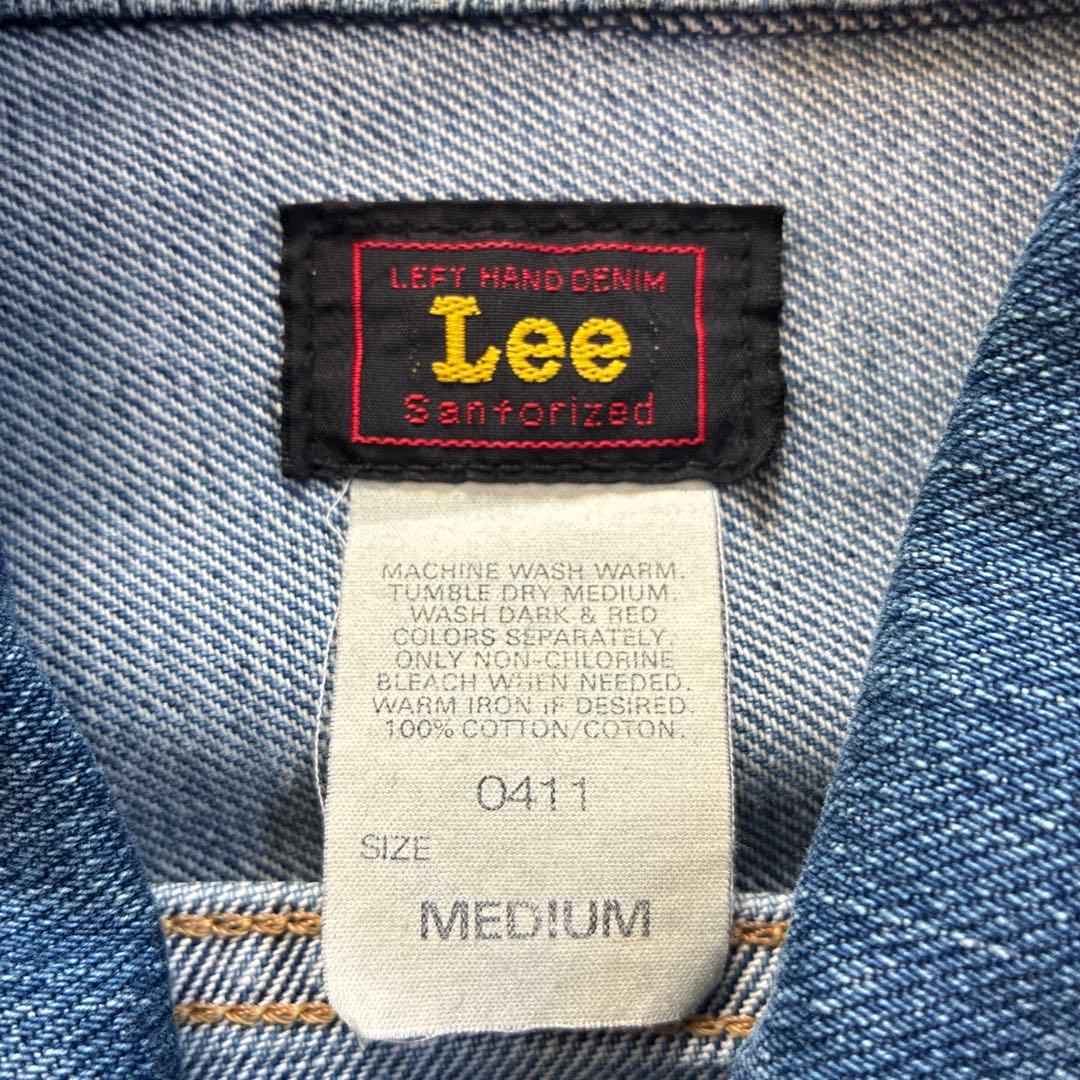 LEFT HAND DENIM
Lee
Sanforized
MACHINE WASH WARM.
TUMBLE DRY MEDIUM.
WASH DARK & RED
COLORS SEPARATELY.
ONLY NON-CHLORINE
BLEACH WHEN NEEDED.
WARM IRON IF DESIRED.
100% COTTON/COTON.
0411
SIZE
MEDIUM